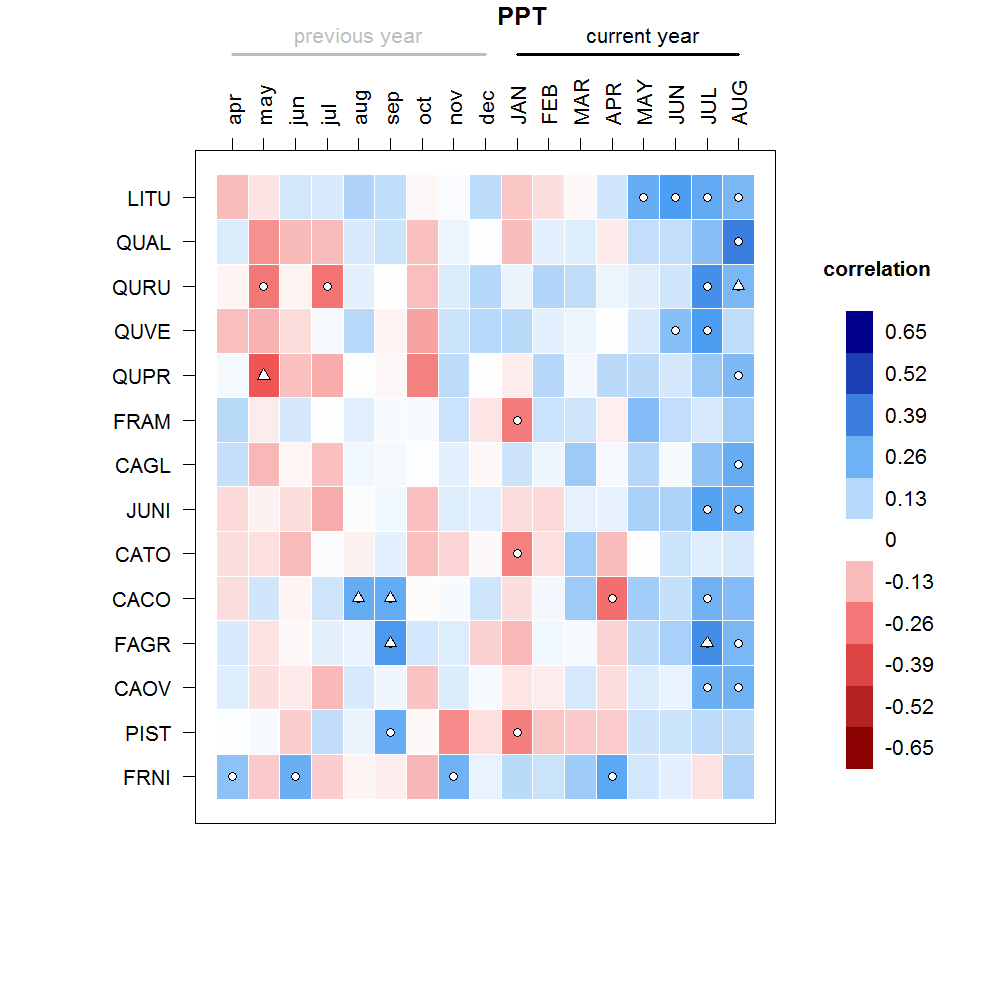 PPT
previous year current year
apr may jun jul aug sep oct nov dec JAN FEB MAR APR MAY JUN JUL AUG
LITU
QUAL
QURU
QUVE
QUPR
FRAM
CAGL
JUNI
CATO
CACO
FAGR
CAOV
PIST
FRNI
correlation
0.65
0.52
0.39
0.26
0.13
0
-0.13
-0.26
-0.39
-0.52
-0.65